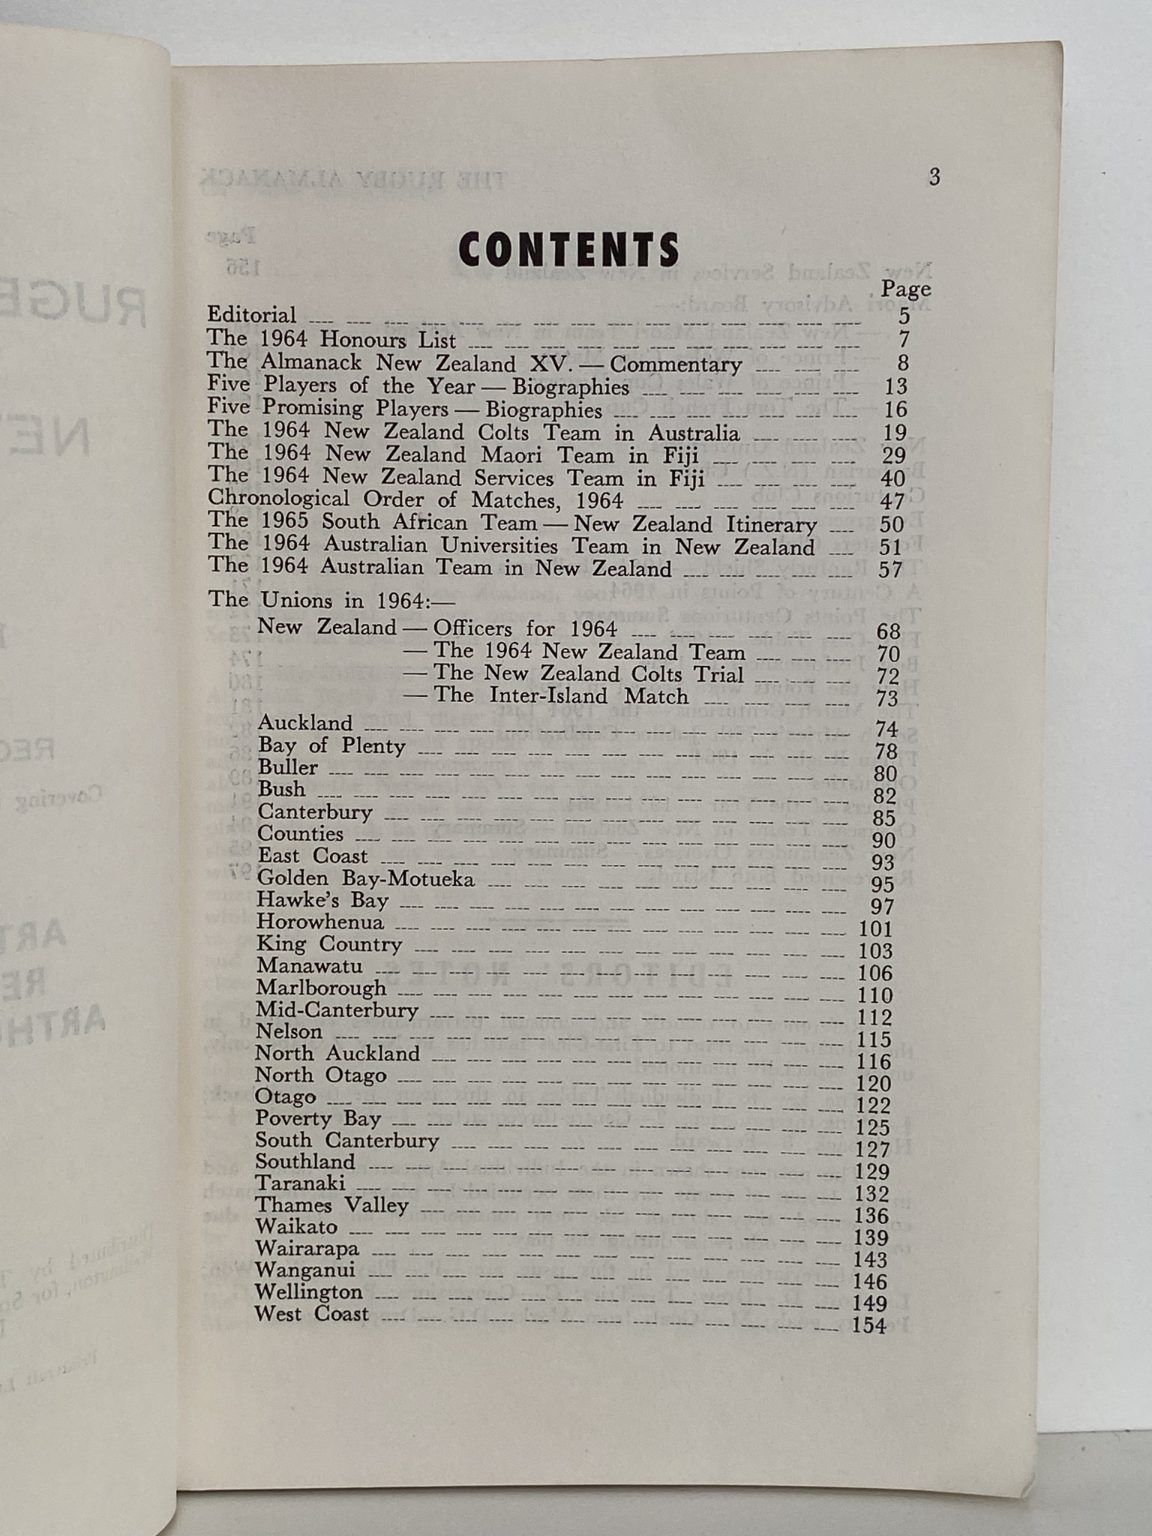 3
CONTENTS
Page
Editorial 5
The 1964 Honours List 7
The Almanack New Zealand XV. — Commentary 8
Five Players of the Year — Biographies 13
Five Promising Players — Biographies 16
The 1964 New Zealand Colts Team in Australia 19
The 1964 New Zealand Maori Team in Fiji 29
The 1964 New Zealand Services Team in Fiji 40
Chronological Order of Matches, 1964 47
The 1965 South African Team — New Zealand Itinerary 50
The 1964 Australian Universities Team in New Zealand 51
The 1964 Australian Team in New Zealand 57
The Unions in 1964:—
New Zealand — Officers for 1964 68
— The 1964 New Zealand Team 70
— The New Zealand Colts Trial 72
— The Inter-Island Match 73
Auckland 74
Bay of Plenty 78
Buller 80
Bush 82
Canterbury 85
Counties 90
East Coast 93
Golden Bay-Motueka 95
Hawke's Bay 97
Horowhenua 101
King Country 103
Manawatu 106
Marlborough 110
Mid-Canterbury 112
Nelson 115
North Auckland 116
North Otago 120
Otago 122
Poverty Bay 125
South Canterbury 127
Southland 129
Taranaki 132
Thames Valley 136
Waikato 139
Wairarapa 143
Wanganui 146
Wellington 149
West Coast 154